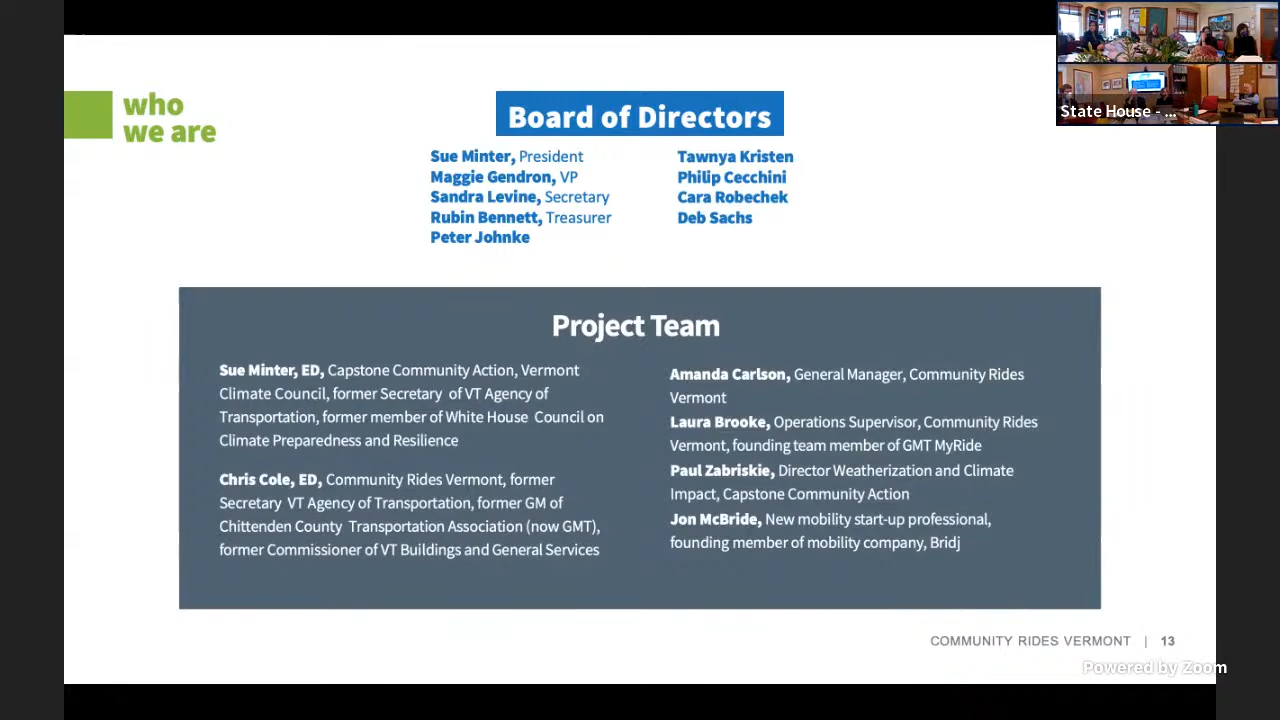 who
we are
Board of Directors
Sue Minter, President
Maggie Gendron, VP
Sandra Levine, Secretary
Rubin Bennett, Treasurer
Peter Johnke
Tawnya Kristen
Philip Cecchini
Cara Robechek
Deb Sachs
Project Team
Sue Minter, ED, Capstone Community Action, Vermont
Climate Council, former Secretary of VT Agency of
Transportation, former member of White House Council on
Climate Preparedness and Resilience
Chris Cole, ED, Community Rides Vermont, former
Secretary VT Agency of Transportation, former GM of
Chittenden County Transportation Association (now GMT),
former Commissioner of VT Buildings and General Services
Amanda Carlson, General Manager, Community Rides
Vermont
Laura Brooke, Operations Supervisor, Community Rides
Vermont, founding team member of GMT MyRide
Paul Zabriskie, Director Weatherization and Climate
Impact, Capstone Community Action
Jon McBride, New mobility start-up professional,
founding member of mobility company, Bridj
COMMUNITY RIDES VERMONT | 13
State House - ...
Powered by Zoom